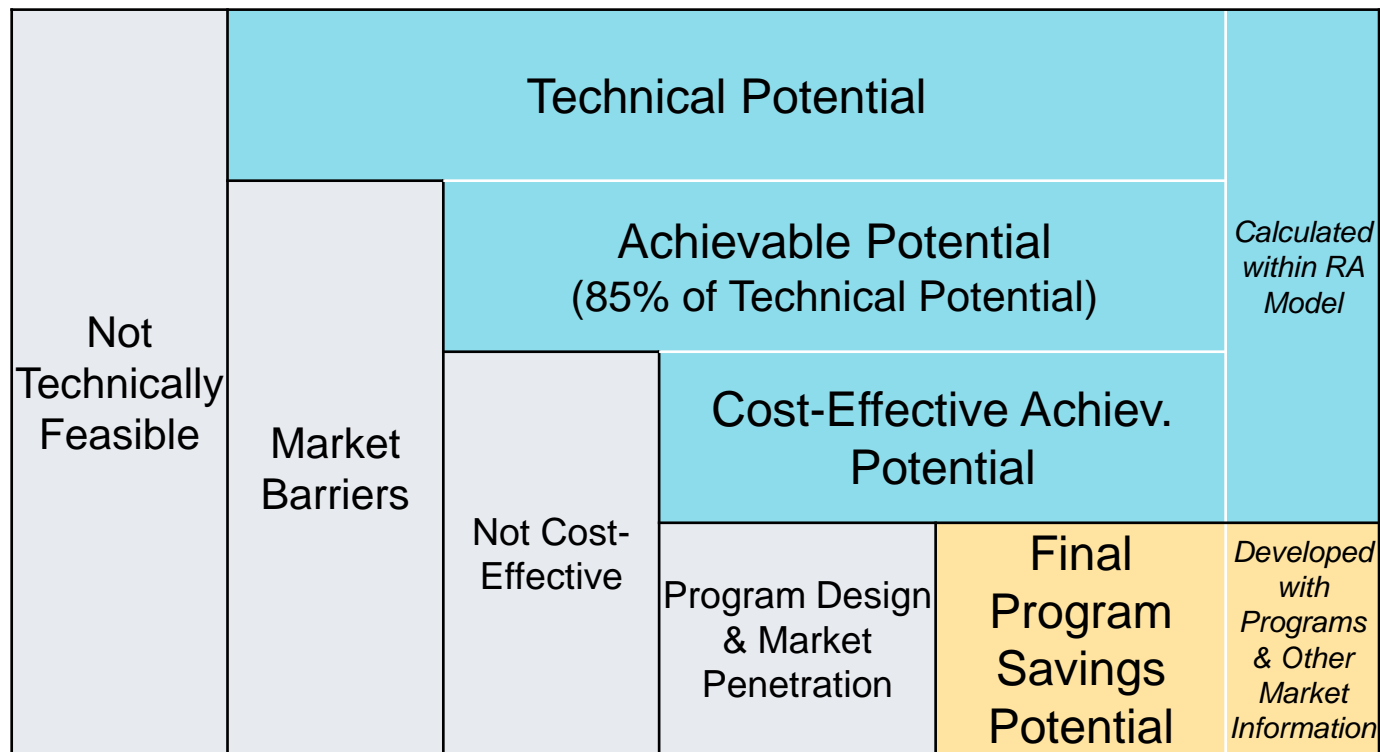 Technical Potential
Achievable Potential
(85% of Technical Potential)
Calculated
within RA
Model
Not
Technically
Feasible
Cost-Effective Achiev.
Potential
Market
Barriers
Not Cost-
Effective
Program Design
& Market
Penetration
Final
Program
Savings
Potential
Developed
with
Programs
& Other
Market
Information